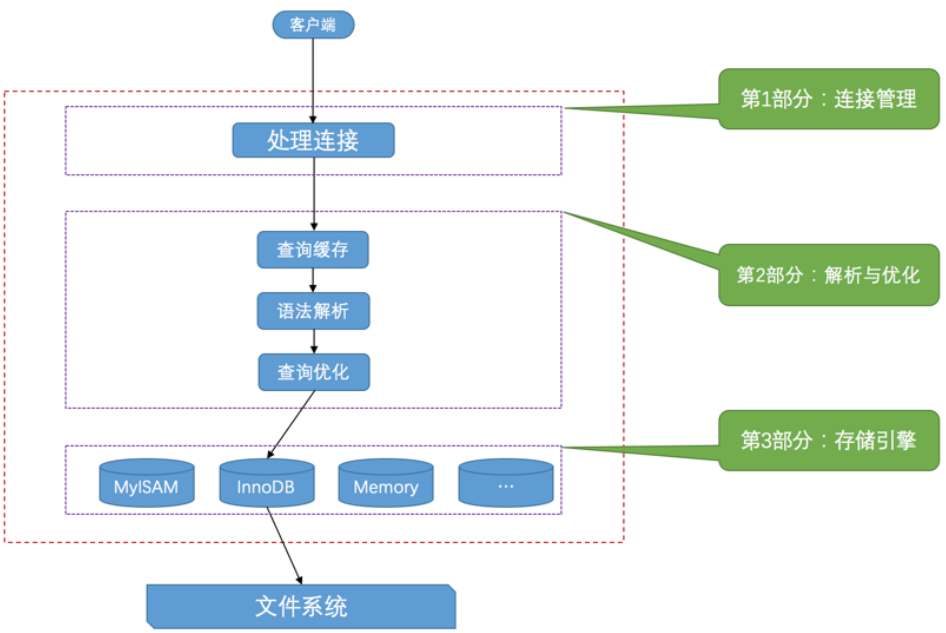 客户端
第1部分：连接管理
处理连接
查询缓存
第2部分：解析与优化
语法解析
查询优化
第3部分：存储引擎
MyISAM
InnoDB
Memory
…
文件系统